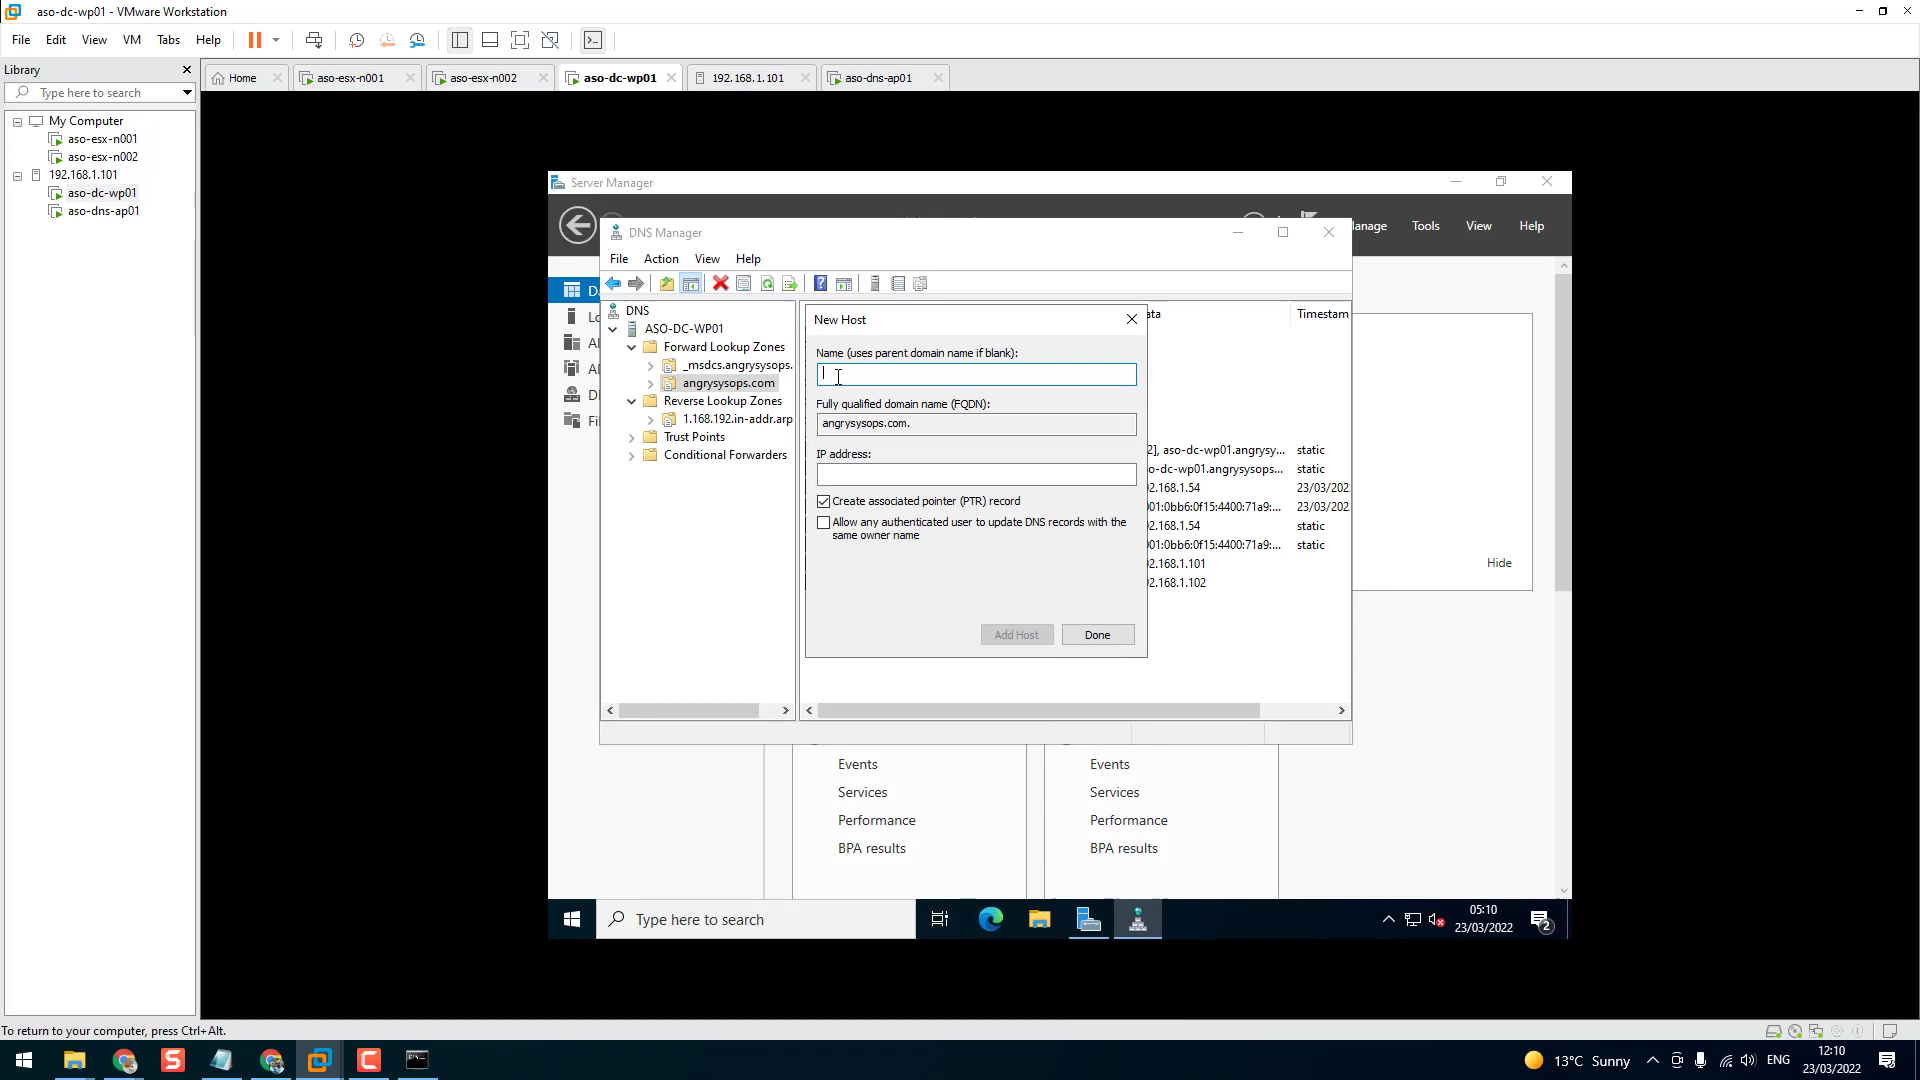 aso-dc-wp01 - VMware Workstation
File Edit View VM Tabs Help
Library
Type here to search
Home
aso-esx-n001
aso-esx-n002
aso-dc-wp01
192.168.1.101
aso-dns-ap01
My Computer
aso-esx-n001
aso-esx-n002
192.168.1.101
aso-dc-wp01
aso-dns-ap01
Server Manager
anage Tools View Help
DNS Manager
File Action View Help
DNS
ASO-DC-WP01
Forward Lookup Zones
_msdcs.angrysysops.
angrysysops.com
Reverse Lookup Zones
1.168.192.in-addr.arp
Trust Points
Conditional Forwarders
New Host
Name (uses parent domain name if blank):
Fully qualified domain name (FQDN):
angrysysops.com.
IP address:
Create associated pointer (PTR) record
Allow any authenticated user to update DNS records with the
same owner name
Add Host
Done
ata Timestam
2], aso-dc-wp01.angrysy... static
o-dc-wp01.angrysysops... static
2.168.1.54 23/03/202
01:0bb6:0f15:4400:71a9:... 23/03/202
2.168.1.54 static
01:0bb6:0f15:4400:71a9:... static
2.168.1.101
2.168.1.102
Hide
Events
Services
Performance
BPA results
Events
Services
Performance
BPA results
Type here to search
05:10
23/03/2022
2
To return to your computer, press Ctrl+Alt.
13°C Sunny
ENG
12:10
23/03/2022